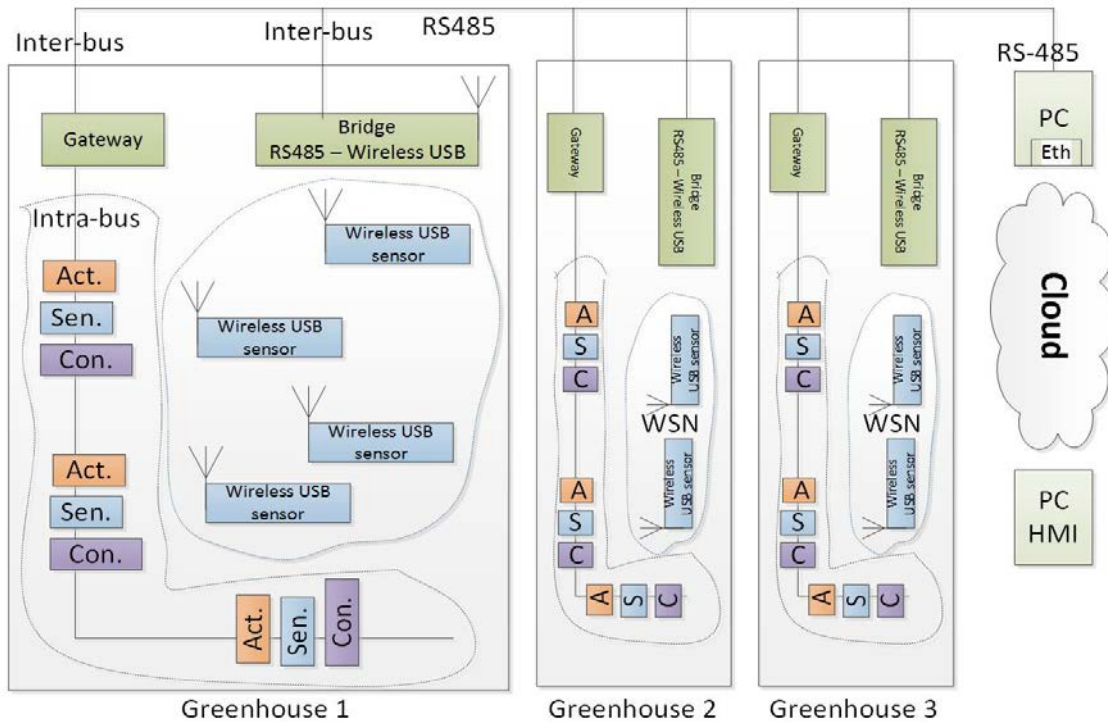 Inter-bus
Inter-bus
RS485
RS-485
Gateway
Bridge
RS485 – Wireless USB
Intra-bus
Act.
Sen.
Con.
Act.
Sen.
Con.
Act.
Sen.
Con.
Wireless USB
sensor
Wireless USB
sensor
Wireless USB
sensor
Wireless USB
sensor
Greenhouse 1
Gateway
Bridge
RS485 – Wireless USB
A
S
C
A
S
C
A
S
C
Wireless
USB sensor
WSN
Wireless
USB sensor
Greenhouse 2
Gateway
Bridge
RS485 – Wireless USB
A
S
C
A
S
C
A
S
C
Wireless
USB sensor
WSN
Wireless
USB sensor
Greenhouse 3
PC
Eth
Cloud
PC
HMI